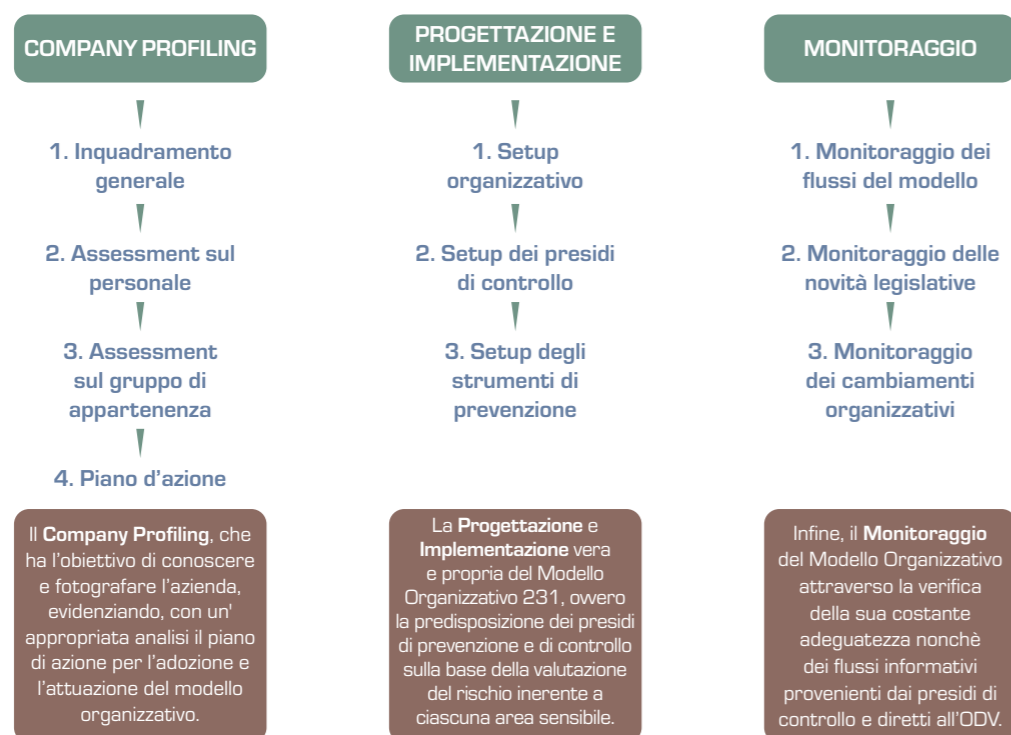 COMPANY PROFILING
1. Inquadramento
generale
2. Assessment sul
personale
3. Assessment
sul gruppo di
appartenenza
4. Piano d'azione
Il Company Profiling, che
ha l'obiettivo di conoscere
e fotografare l'azienda,
evidenziando, con un'
appropriata analisi il piano
di azione per l'adozione e
l'attuazione del modello
organizzativo.
PROGETTAZIONE E
IMPLEMENTAZIONE
1. Setup
organizzativo
2. Setup dei presidi
di controllo
3. Setup degli
strumenti di
prevenzione
La Progettazione e
Implementazione vera
e propria del Modello
Organizzativo 231, ovvero
la predisposizione dei presidi
di prevenzione e di controllo
sulla base della valutazione
del rischio inerente a
ciascuna area sensibile.
MONITORAGGIO
1. Monitoraggio dei
flussi del modello
2. Monitoraggio delle
novità legislative
3. Monitoraggio
dei cambiamenti
organizzativi
Infine, il Monitoraggio
del Modello Organizzativo
attraverso la verifica
della sua costante
adeguatezza nonchè
dei flussi informativi
provenienti dai presidi di
controllo e diretti all'ODV.